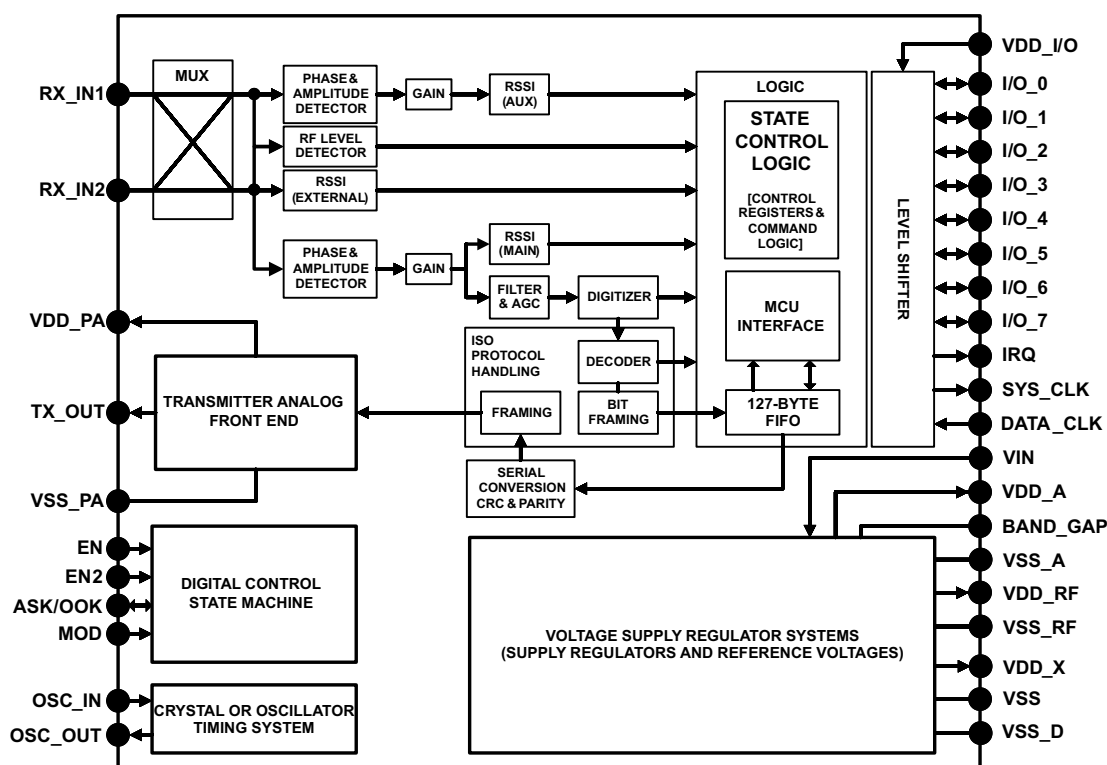 VDD_I/O
MUX
RX_IN1
PHASE &
AMPLITUDE
DETECTOR
GAIN
RSSI
(AUX)
RF LEVEL
DETECTOR
RX_IN2
RSSI
(EXTERNAL)
PHASE &
AMPLITUDE
DETECTOR
GAIN
RSSI
(MAIN)
FILTER
& AGC
DIGITIZER
LOGIC
STATE
CONTROL
LOGIC
[CONTROL
REGISTERS &
COMMAND
LOGIC]
MCU
INTERFACE
127-BYTE
FIFO
LEVEL SHIFTER
I/O_0
I/O_1
I/O_2
I/O_3
I/O_4
I/O_5
I/O_6
I/O_7
IRQ
SYS_CLK
DATA_CLK
ISO
PROTOCOL
HANDLING
DECODER
FRAMING
BIT
FRAMING
SERIAL
CONVERSION
CRC & PARITY
VDD_PA
TX_OUT
VSS_PA
TRANSMITTER ANALOG
FRONT END
EN
EN2
ASK/OOK
MOD
DIGITAL CONTROL
STATE MACHINE
OSC_IN
OSC_OUT
CRYSTAL OR OSCILLATOR
TIMING SYSTEM
VOLTAGE SUPPLY REGULATOR SYSTEMS
(SUPPLY REGULATORS AND REFERENCE VOLTAGES)
VIN
VDD_A
BAND_GAP
VSS_A
VDD_RF
VSS_RF
VDD_X
VSS
VSS_D